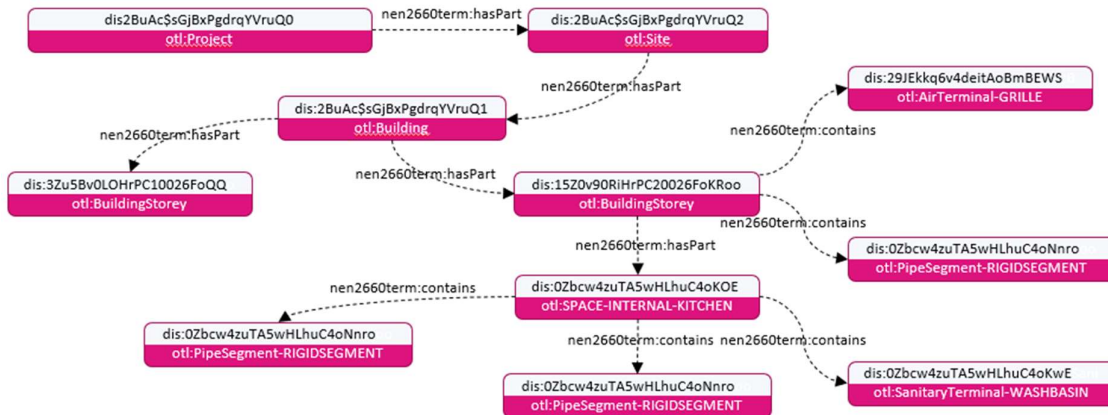 dis2BuAc$sGjBxPgdrqYVruQ0
otl:Project
nen2660term:hasPart
dis:2BuAc$sGjBxPgdrqYVruQ2
otl:Site
nen2660term:hasPart
dis:2BuAc$sGjBxPgdrqYVruQ1
otl:Building
nen2660term:hasPart
nen2660term:hasPart
dis:29JEkkq6v4deitAoBmBEWS
otl:AirTerminal-GRILLE
nen2660term:contains
dis:3Zu5Bv0LOHrPC10026FoQQ
otl:BuildingStorey
dis:15Z0v90RiHrPC20026FoKRoo
otl:BuildingStorey
nen2660term:contains
nen2660term:hasPart
dis:0Zbcw4zuTA5wHLhuC4oNnro
otl:PipeSegment-RIGIDSEGMENT
dis:0Zbcw4zuTA5wHLhuC4oKOE
otl:SPACE-INTERNAL-KITCHEN
nen2660term:contains
dis:0Zbcw4zuTA5wHLhuC4oNnro
otl:PipeSegment-RIGIDSEGMENT
nen2660term:contains
nen2660term:contains
dis:0Zbcw4zuTA5wHLhuC4oNnro
otl:PipeSegment-RIGIDSEGMENT
dis:0Zbcw4zuTA5wHLhuC4oKwE
otl:SanitaryTerminal-WASHBASIN